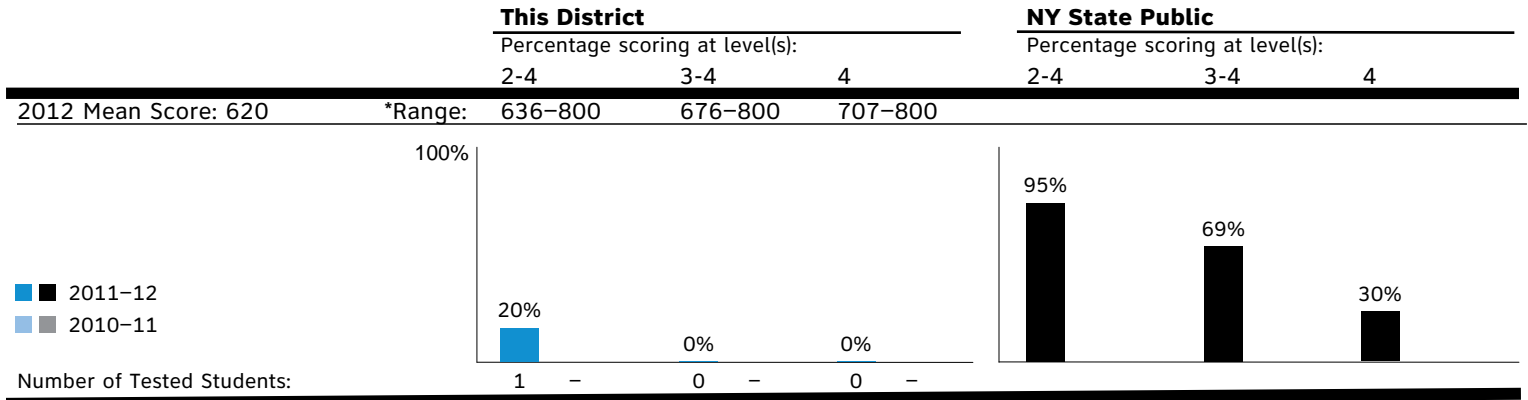 This District NY State Public
Percentage scoring at level(s): Percentage scoring at level(s):
2-4 3-4 4 2-4 3-4 4
2012 Mean Score: 620 *Range: 636–800 676–800 707–800
100%
95%
69%
2011–12 30%
20%
2010–11
0% 0%
Number of Tested Students: 1 – 0 – 0 –